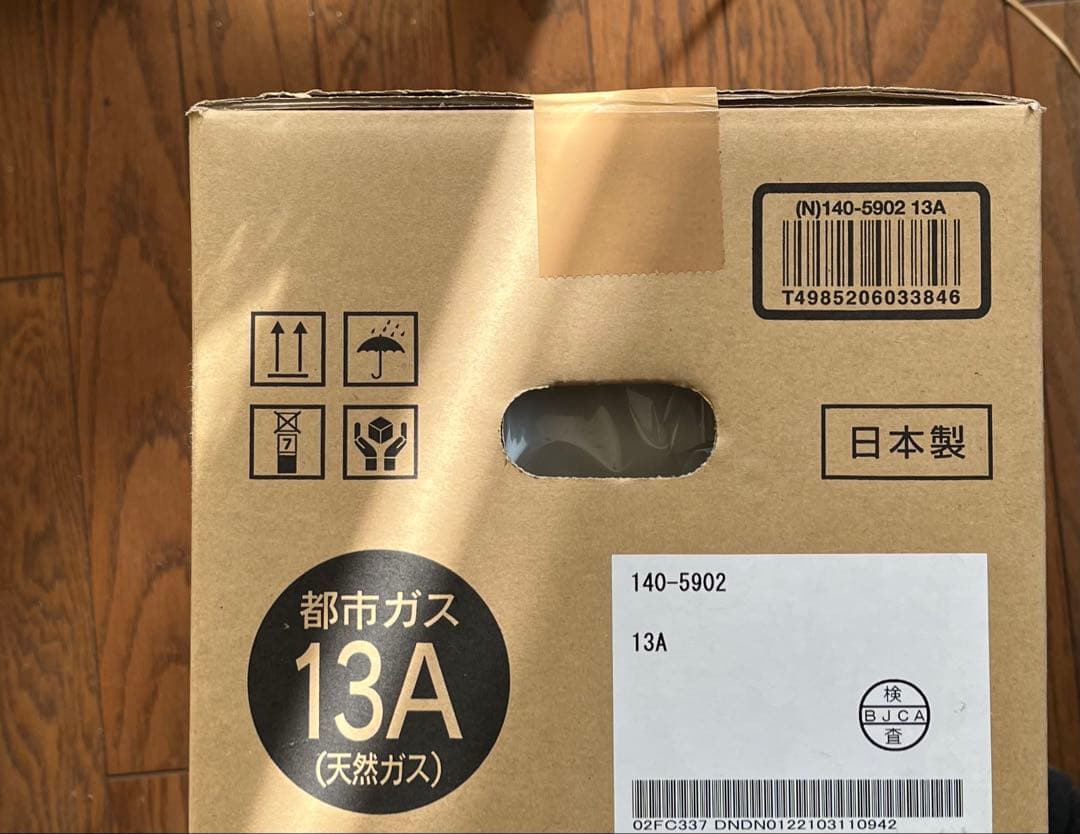 (N)140-5902 13A
T4985206033846
7
日本製
都市ガス
13A
(天然ガス)
140-5902
13A
検
BJCA
査
02FC337 DNDN0122103110942